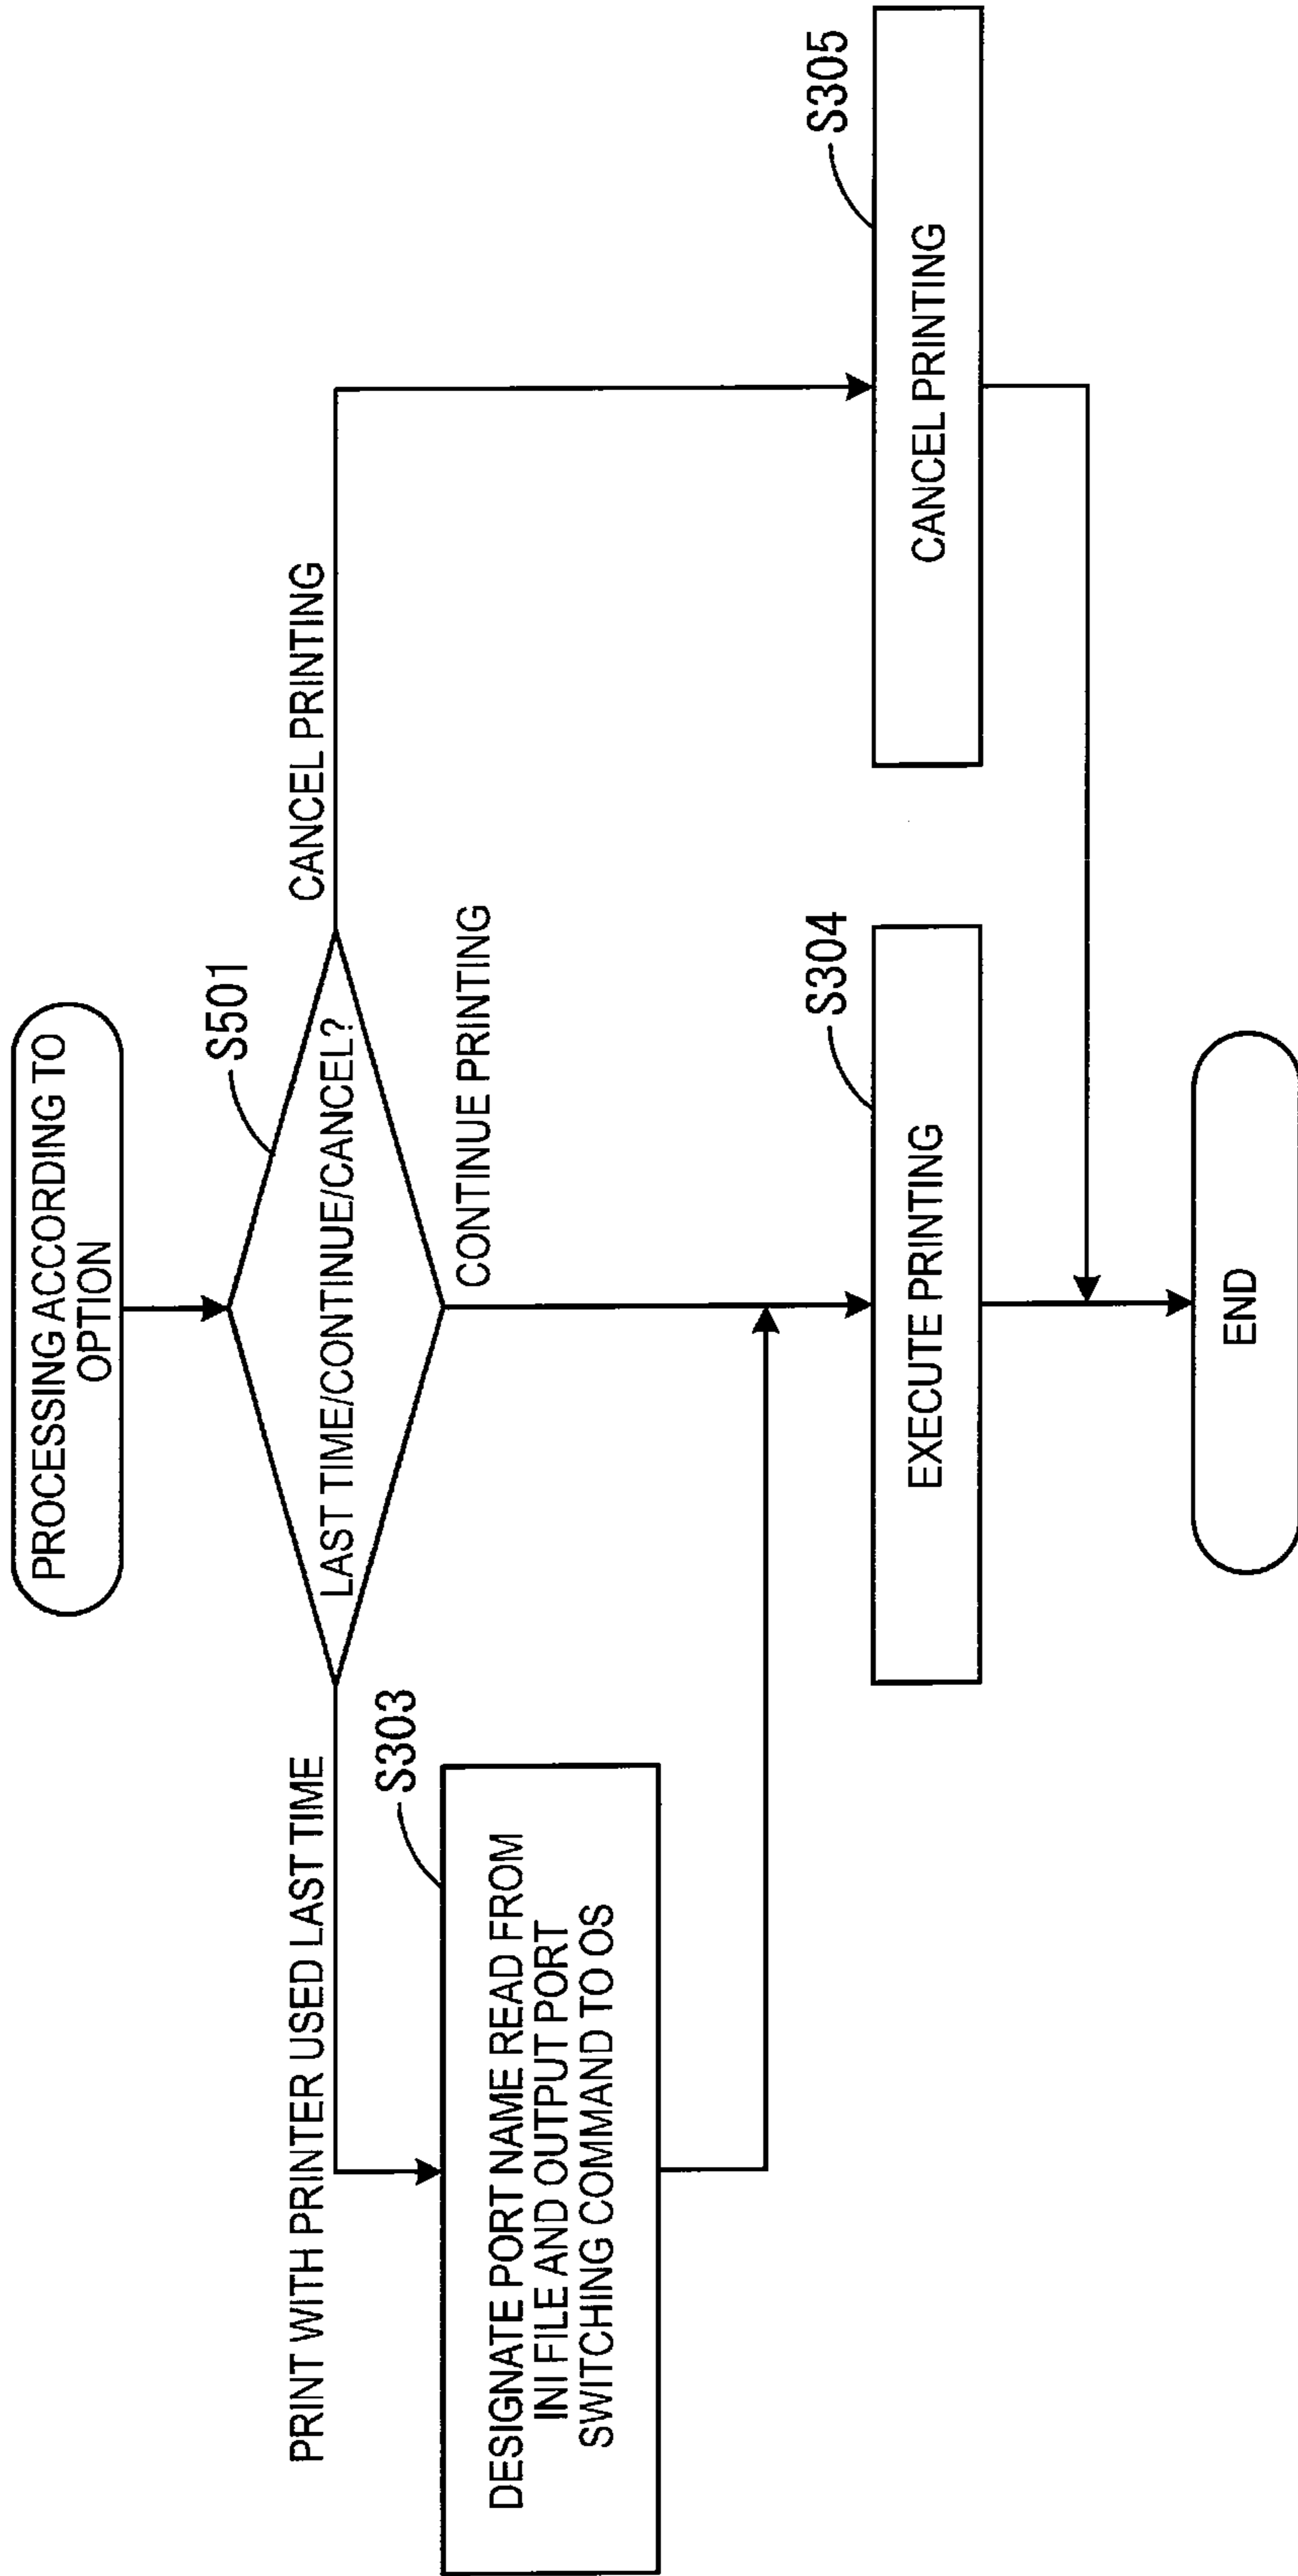 PROCESSING ACCORDING TO
OPTION
S501
LAST TIME/CONTINUE/CANCEL?
PRINT WITH PRINTER USED LAST TIME
CANCEL PRINTING
CONTINUE PRINTING
S303
DESIGNATE PORT NAME READ FROM
INI FILE AND OUTPUT PORT
SWITCHING COMMAND TO OS
S304
EXECUTE PRINTING
S305
CANCEL PRINTING
END